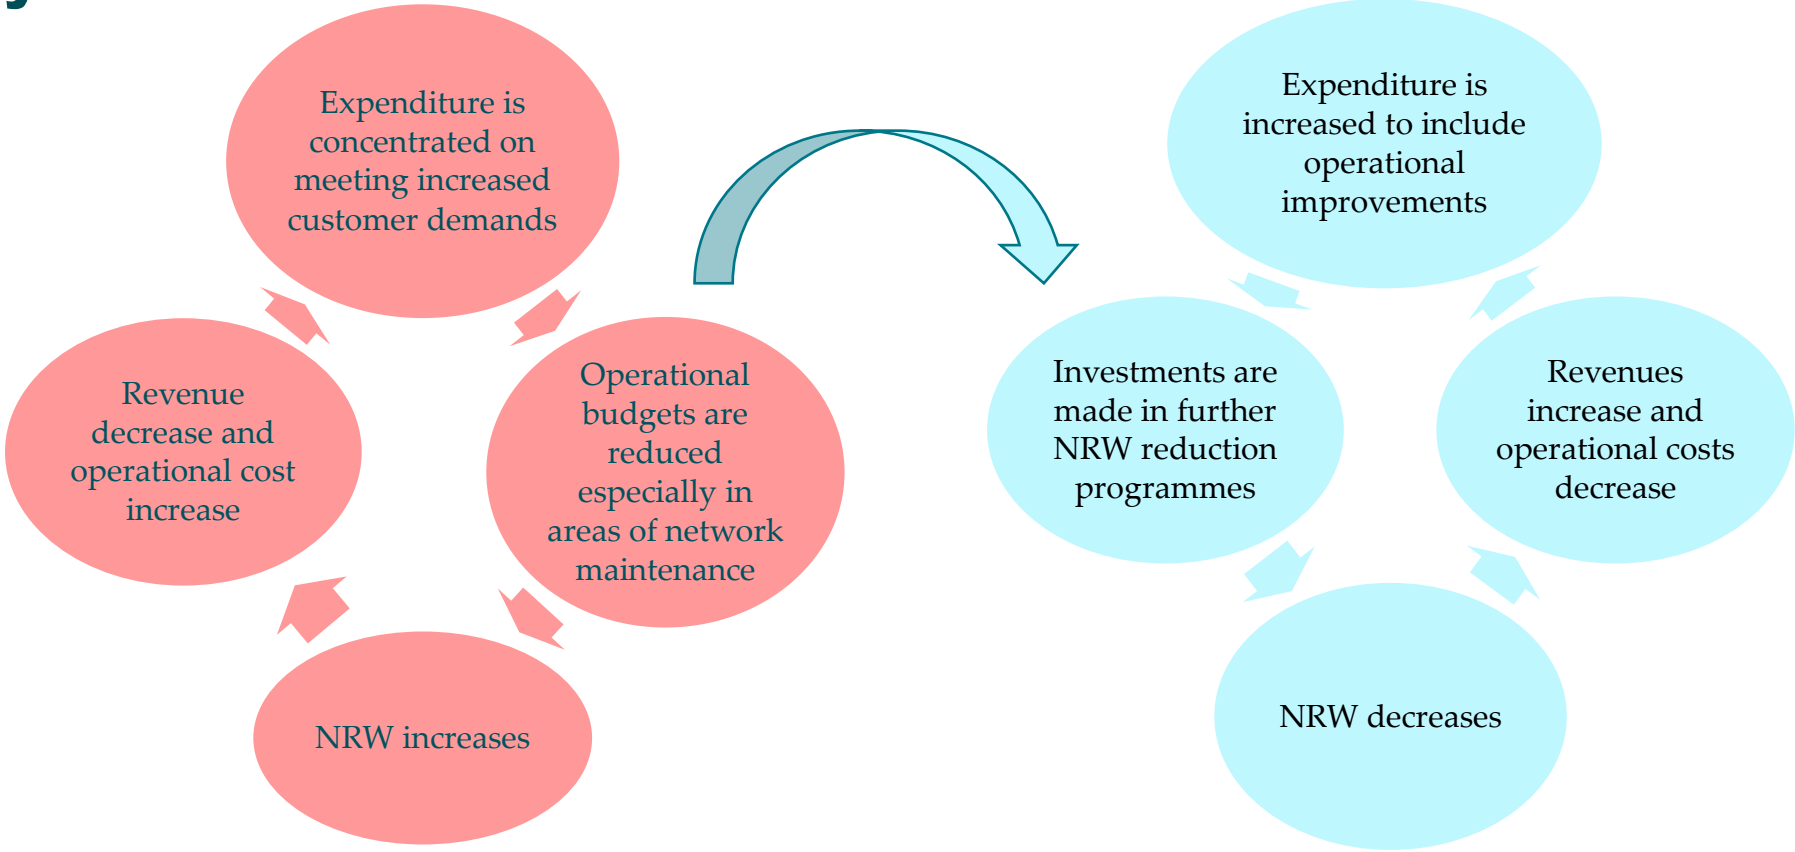 Expenditure is
concentrated on
meeting increased
customer demands
Operational
budgets are
reduced
especially in
areas of network
maintenance
NRW increases
Revenue
decrease and
operational cost
increase
Expenditure is
increased to include
operational
improvements
Investments are
made in further
NRW reduction
programmes
NRW decreases
Revenues
increase and
operational costs
decrease